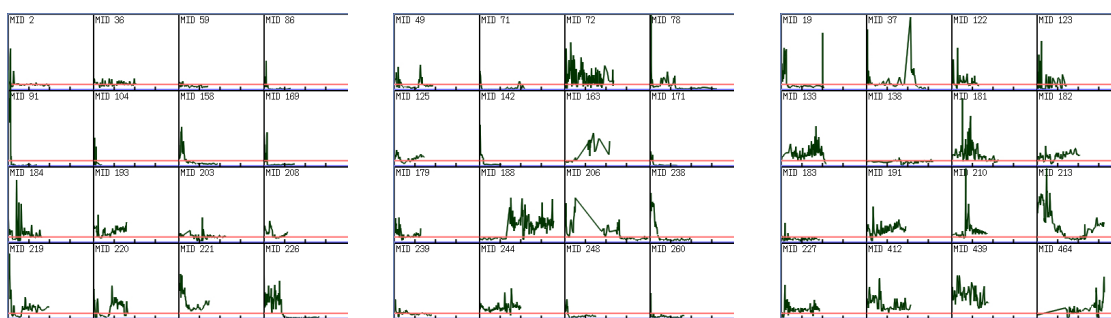 MID 2 MID 36 MID 59 MID 86
MID 91 MID 104 MID 158 MID 169
MID 184 MID 193 MID 203 MID 208
MID 219 MID 220 MID 221 MID 226
MID 49 MID 71 MID 72 MID 78
MID 125 MID 142 MID 163 MID 171
MID 179 MID 188 MID 206 MID 238
MID 239 MID 244 MID 248 MID 260
MID 19 MID 37 MID 122 MID 123
MID 133 MID 138 MID 181 MID 182
MID 183 MID 191 MID 210 MID 213
MID 227 MID 412 MID 439 MID 464